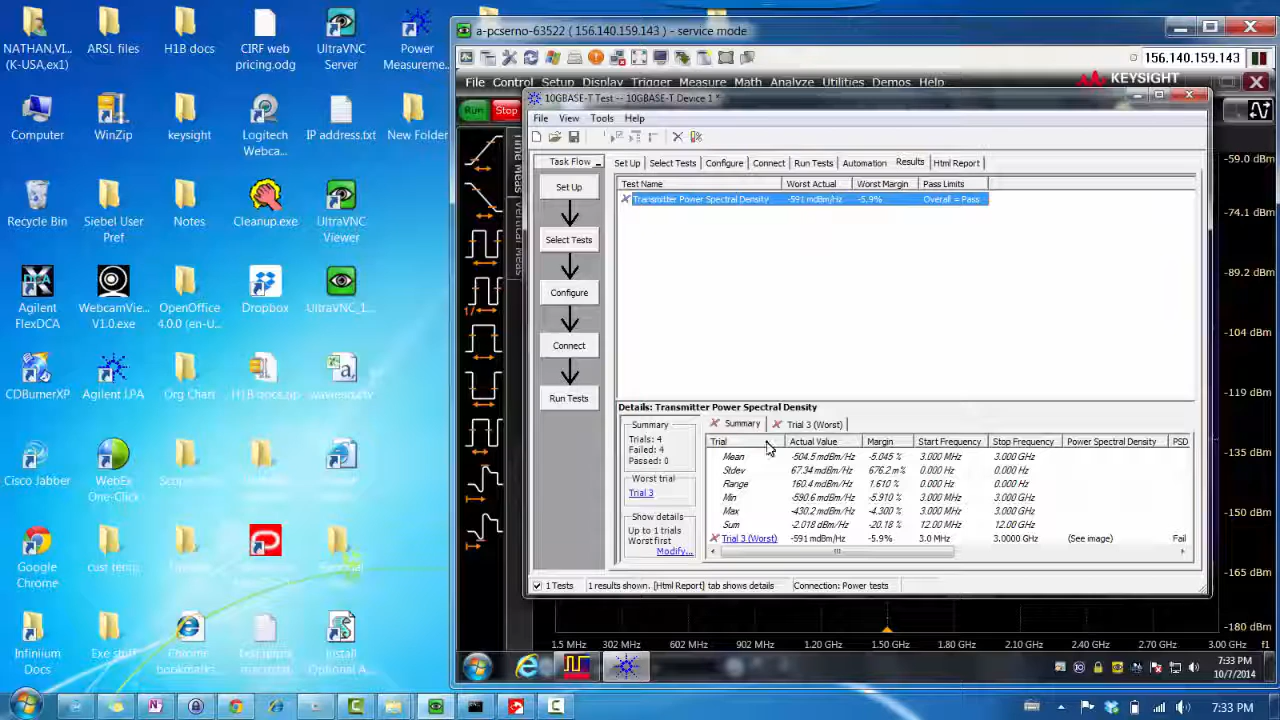 NATHAN,VI...
(K-USA,ex1)
ARSL files
H1B docs
CIRF web
pricing.odg
UltraVNC
Server
Power
Measureme...
Computer
WinZip
keysight
Logitech
Webca...
IP address.txt
New Folder
Recycle Bin
Siebel User
Pref
Notes
Cleanup.exe
UltraVNC
Viewer
Agilent
FlexDCA
WebcamVie...
V1.0.exe
OpenOffice
4.0.0 (en-U...
Dropbox
UltraVNC_1...
CDBurnerXP
Agilent LPA
Org Chart
H1B docs.zip
Cisco Jabber
WebEx
One-Click
Google
Chrome
cust temp
Infiniium
Docs
Exe stuff
Chrome
bookmarks
Install
Optional A...
a-pcserno-63522 ( 156.140.159.143 ) - service mode
156.140.159.143
File Control Setup Display Trigger Measure Math Analyze Utilities Demos Help
KEYSIGHT
Run Stop
10GBASE-T Test -- 10GBASE-T Device 1 *
File View Tools Help
Task Flow
Set Up Select Tests Configure Connect Run Tests Automation Results Html Report
Set Up
Select Tests
Configure
Connect
Run Tests
Test Name Worst Actual Worst Margin Pass Limits
Transmitter Power Spectral Density -591 mdBm/Hz -5.9% Overall = Pass
Details: Transmitter Power Spectral Density
Summary
Trials: 4
Failed: 4
Passed: 0
Worst trial
Trial 3
Show details
Up to 1 trials
Worst first
Modify...
Summary Trial 3 (Worst)
Trial Actual Value Margin Start Frequency Stop Frequency Power Spectral Density PSD
Mean -504.5 mdBm/Hz -5.045 % 3.000 MHz 3.000 GHz
Stdev 67.34 mdBm/Hz 676.2 m% 0.000 Hz 0.000 Hz
Range 160.4 mdBm/Hz 1.610 % 0.000 Hz 0.000 Hz
Min -590.6 mdBm/Hz -5.910 % 3.000 MHz 3.000 GHz
Max -430.2 mdBm/Hz -4.300 % 3.000 MHz 3.000 GHz
Sum -2.018 dBm/Hz -20.18 % 12.00 MHz 12.00 GHz
Trial 3 (Worst) -591 mdBm/Hz -5.9% 3.0 MHz 3.0000 GHz (See image) Fail
1 Tests 1 results shown. [Html Report] tab shows details Connection: Power tests
-59.0 dBm
-74.1 dBm
-89.2 dBm
-104 dBm
-119 dBm
-135 dBm
-150 dBm
-165 dBm
-180 dBm
1.5 MHz 302 MHz 602 MHz 902 MHz 1.20 GHz 1.50 GHz 1.80 GHz 2.10 GHz 2.40 GHz 2.70 GHz 3.00 GHz f1
7:33 PM
10/7/2014
7:33 PM